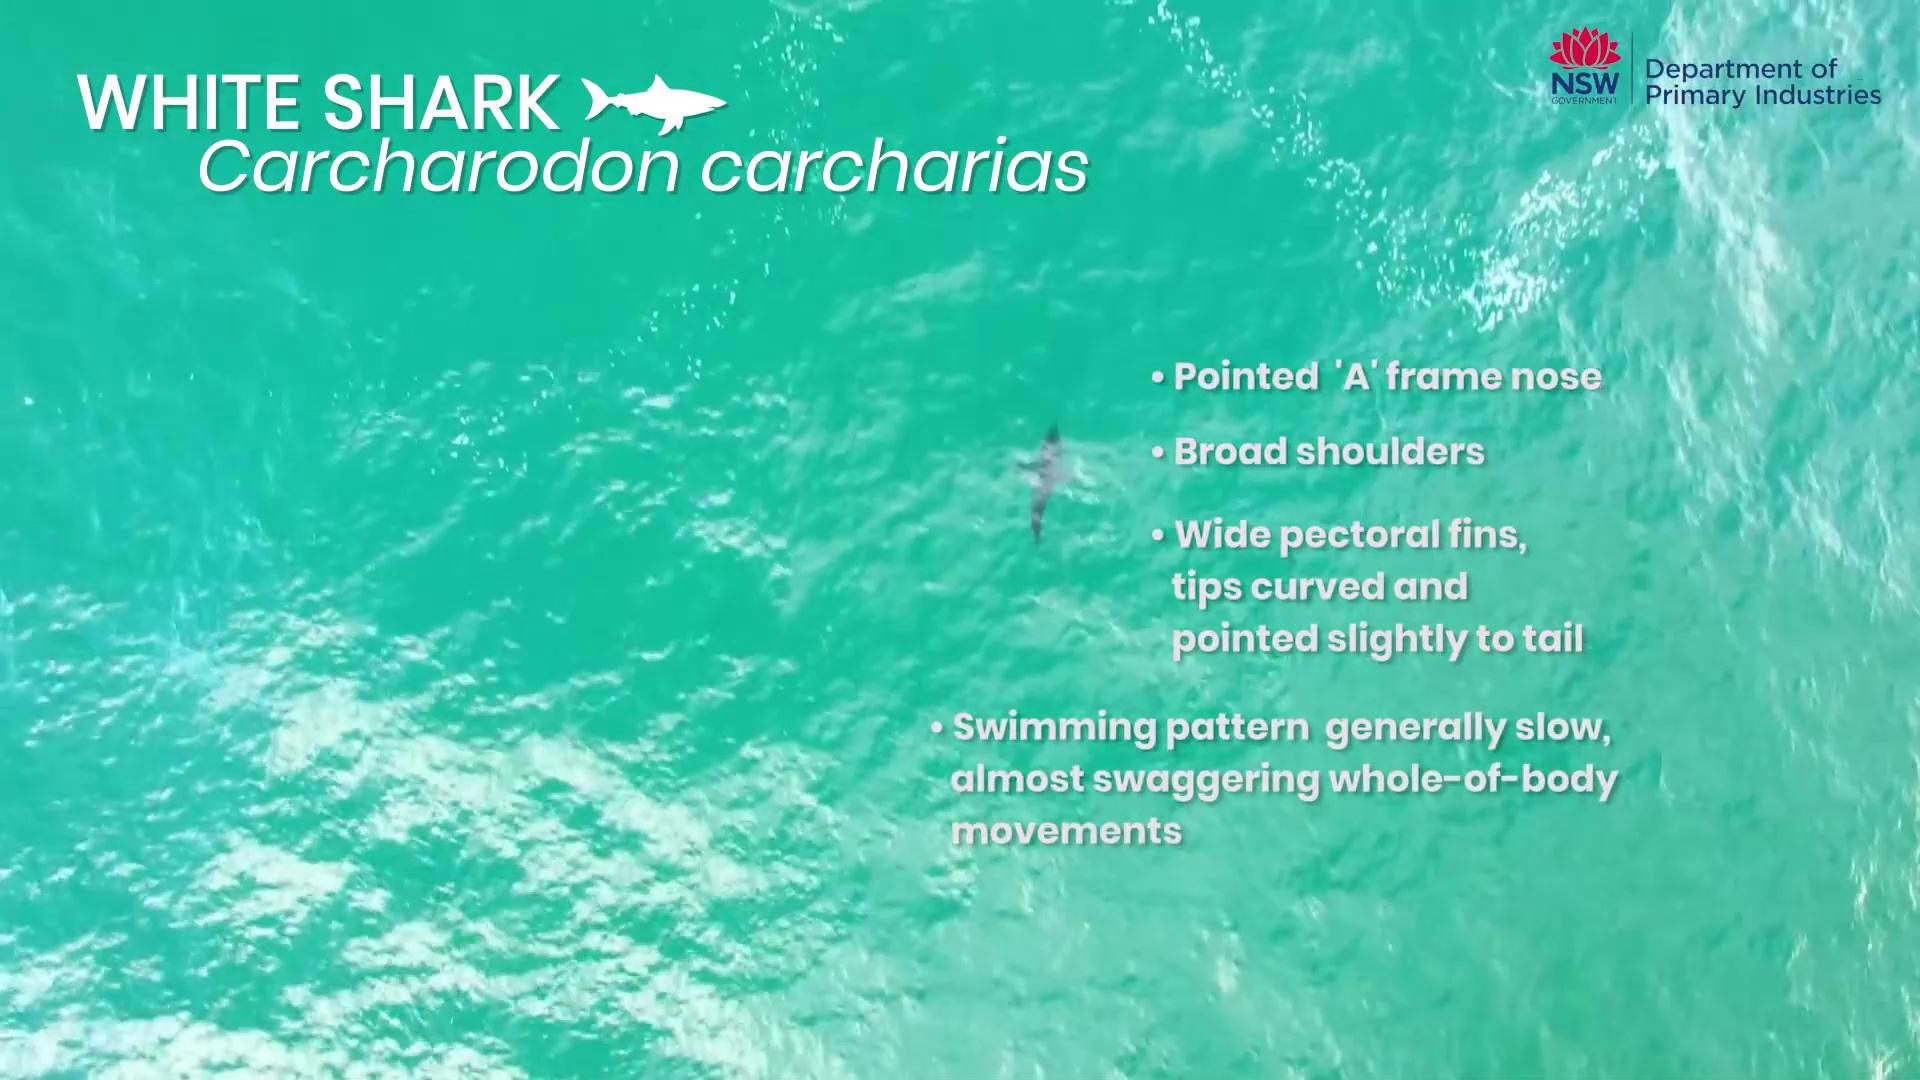 WHITE SHARK
Carcharodon carcharias
NSW
GOVERNMENT
Department of
Primary Industries
• Pointed  'A' frame nose
• Broad shoulders
• Wide pectoral fins,
tips curved and
pointed slightly to tail
• Swimming pattern  generally slow,
almost swaggering whole-of-body
movements